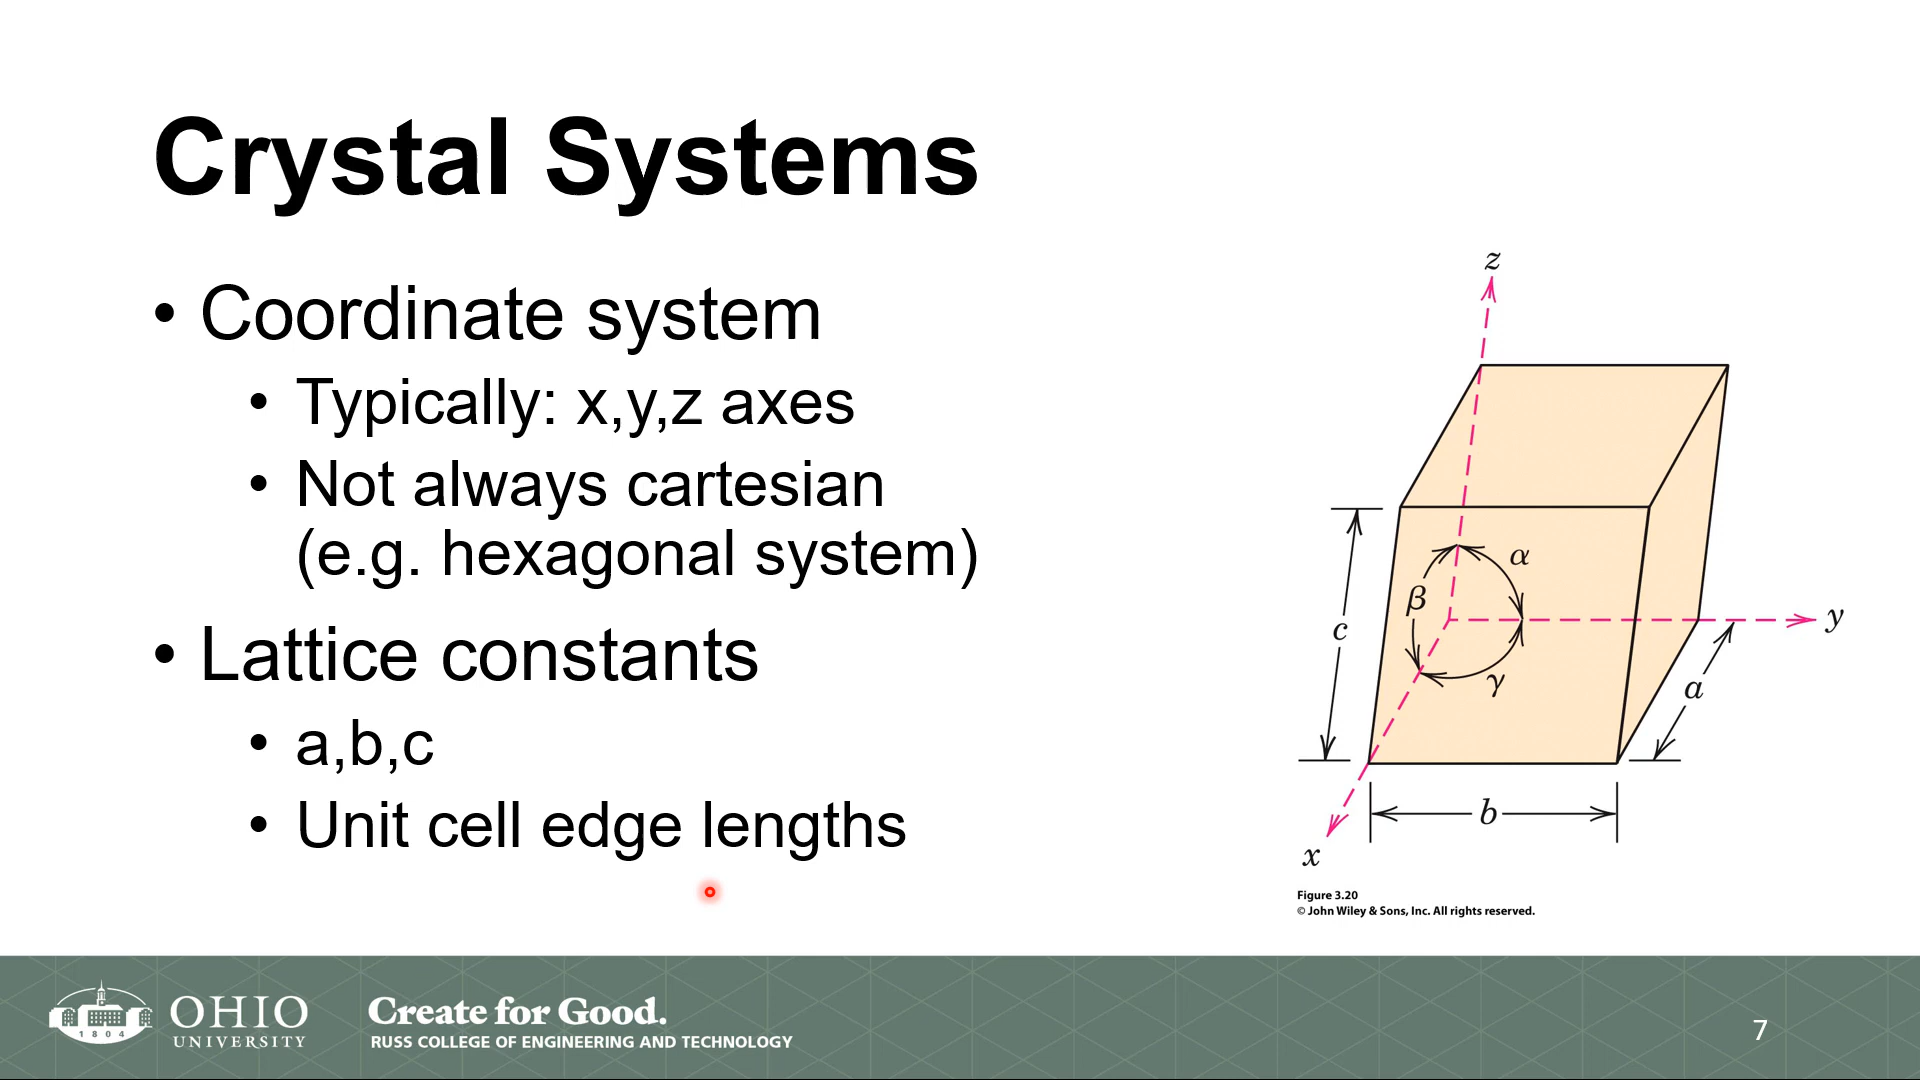 Crystal Systems
• Coordinate system
• Typically: x,y,z axes
• Not always cartesian
(e.g. hexagonal system)
• Lattice constants
• a,b,c
• Unit cell edge lengths
z
α
β
c
y
γ
a
b
x
Figure 3.20
© John Wiley & Sons, Inc. All rights reserved.
1804
OHIO
UNIVERSITY
Create for Good.
RUSS COLLEGE OF ENGINEERING AND TECHNOLOGY
7